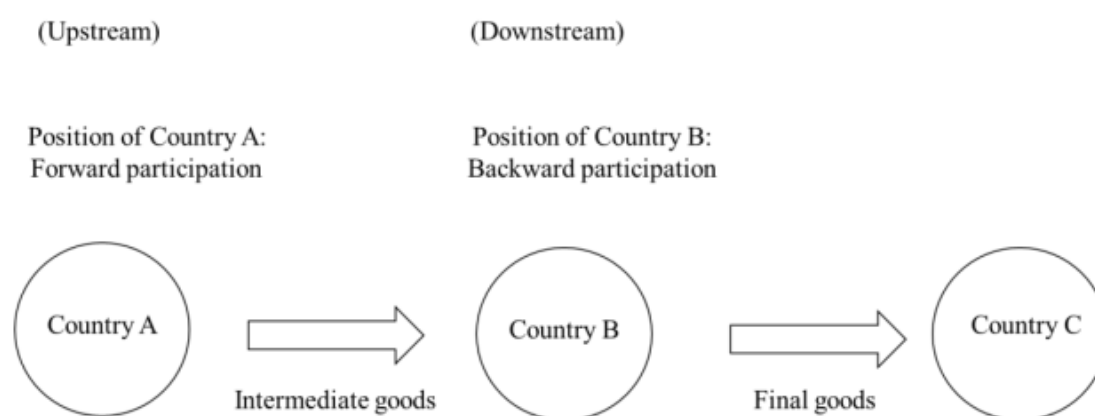 (Upstream)
(Downstream)
Position of Country A:
Forward participation
Position of Country B:
Backward participation
Country A
Country B
Country C
Intermediate goods
Final goods